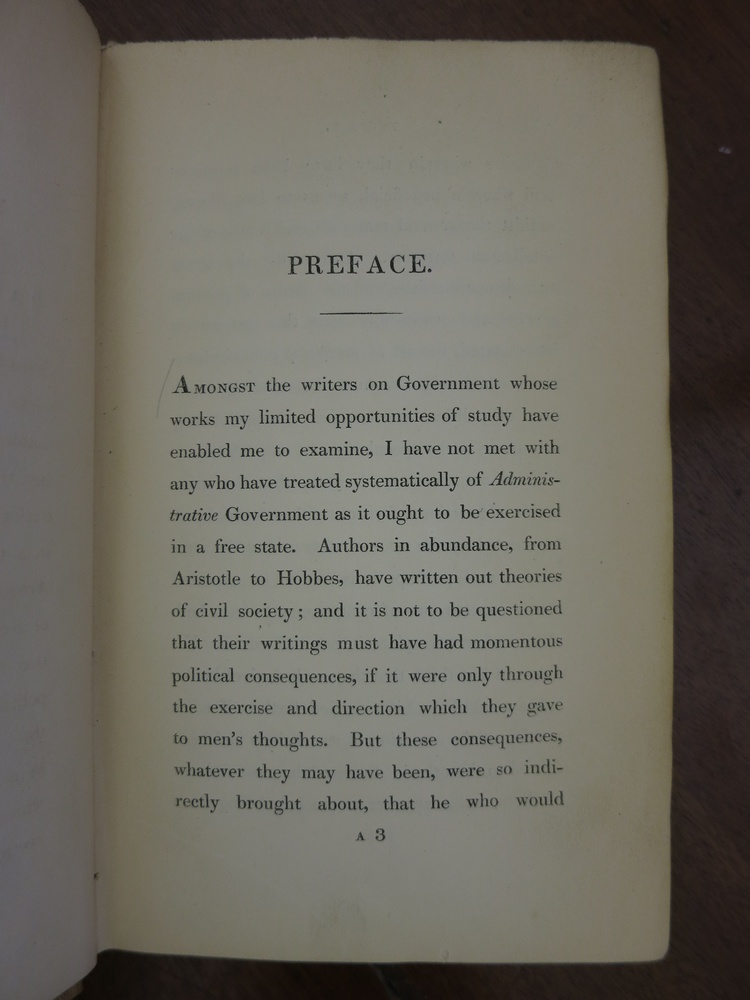 PREFACE.
AMONGST the writers on Government whose
works my limited opportunities of study have
enabled me to examine, I have not met with
any who have treated systematically of Adminis-
trative Government as it ought to be exercised
in a free state. Authors in abundance, from
Aristotle to Hobbes, have written out theories
of civil society; and it is not to be questioned
that their writings must have had momentous
political consequences, if it were only through
the exercise and direction which they gave
to men's thoughts. But these consequences,
whatever they may have been, were so indi-
rectly brought about, that he who would
A 3